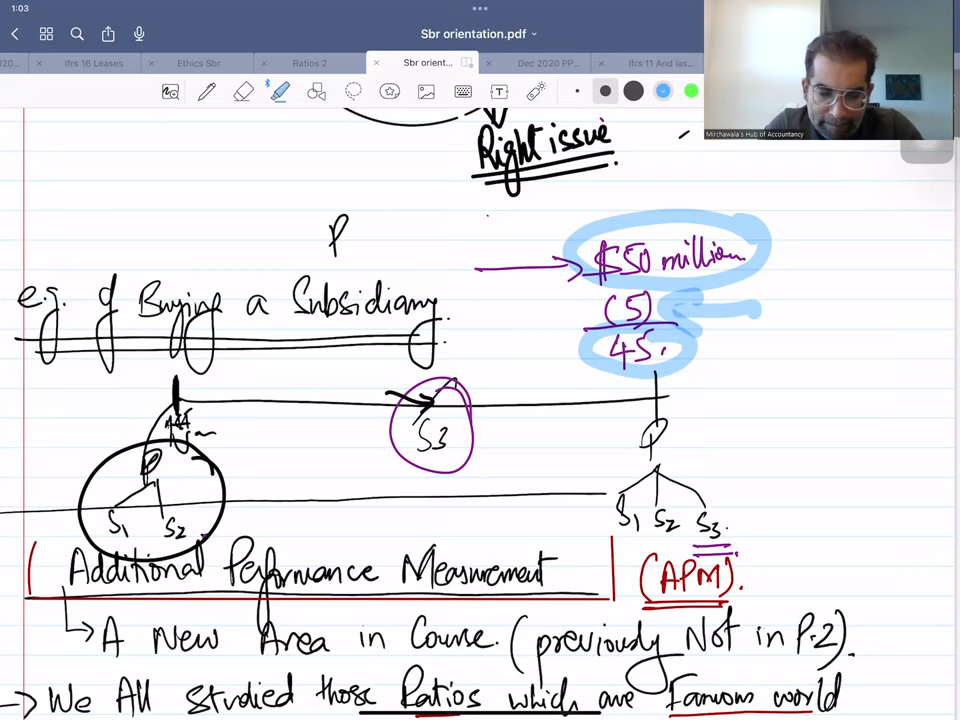 1:03
Sbr orientation.pdf
020...
Ifrs 16 Leases
Ethics Sbr
Ratios 2
Sbr orient...
Dec 2020 PP...
Ifrs 11 And las...
Mirchawala's Hub of Accountancy
Right issue
P
$50 million
e.g. of Buying a Subsidiary.
(5)
45.
S3
P
P
S1 S2
S1 S2 S3.
Additional Performance Measurement (APM).
A New Area in Course. (previously Not in P.2).
We All studied those Ratios which are Famous world